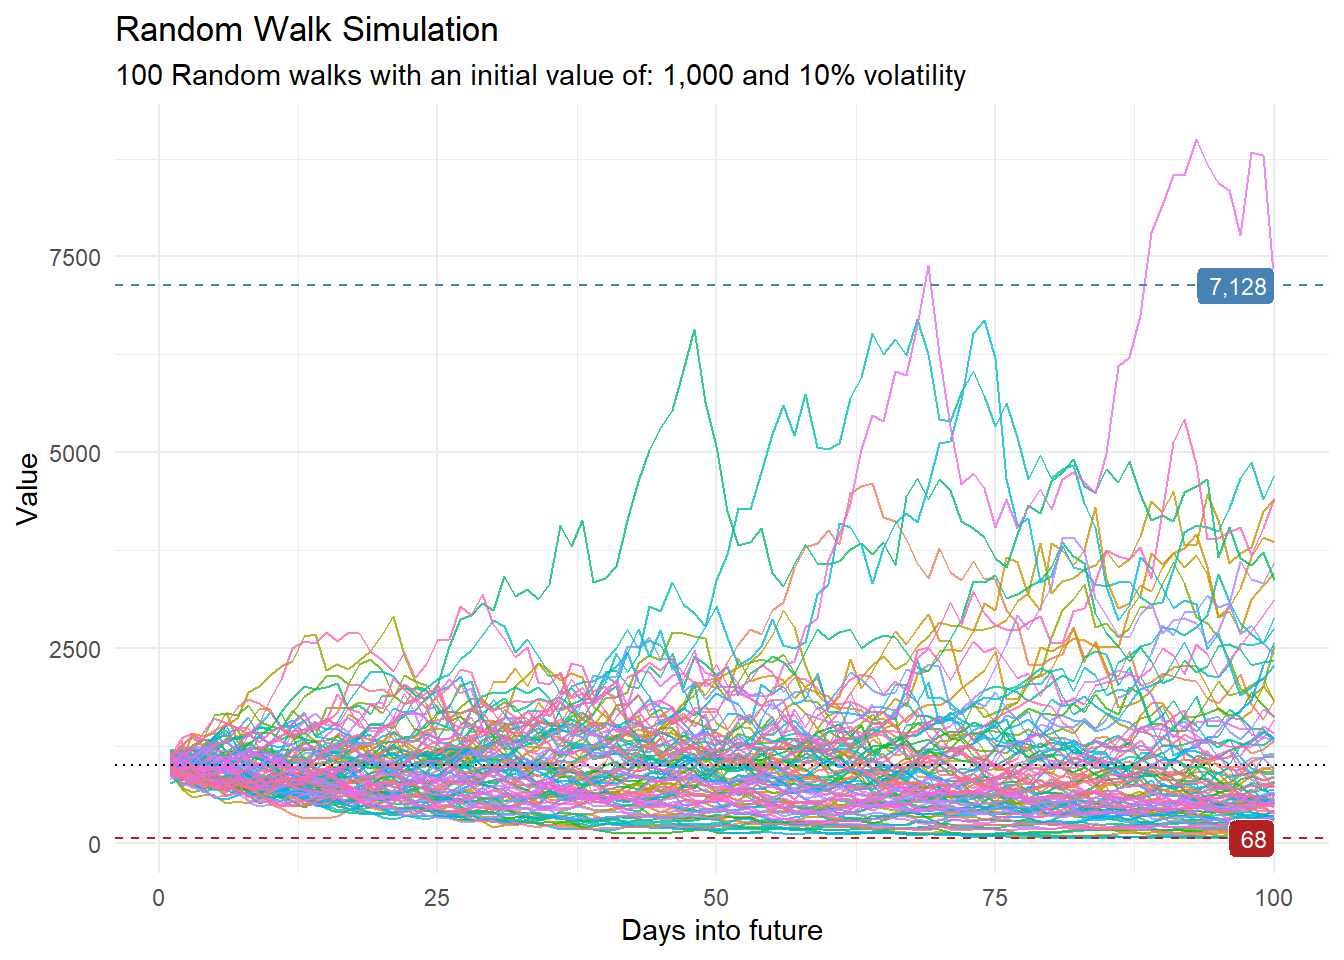 Random Walk Simulation
100 Random walks with an initial value of: 1,000 and 10% volatility
7500
5000
2500
0
Value
7,128
68
0
25
50
75
100
Days into future